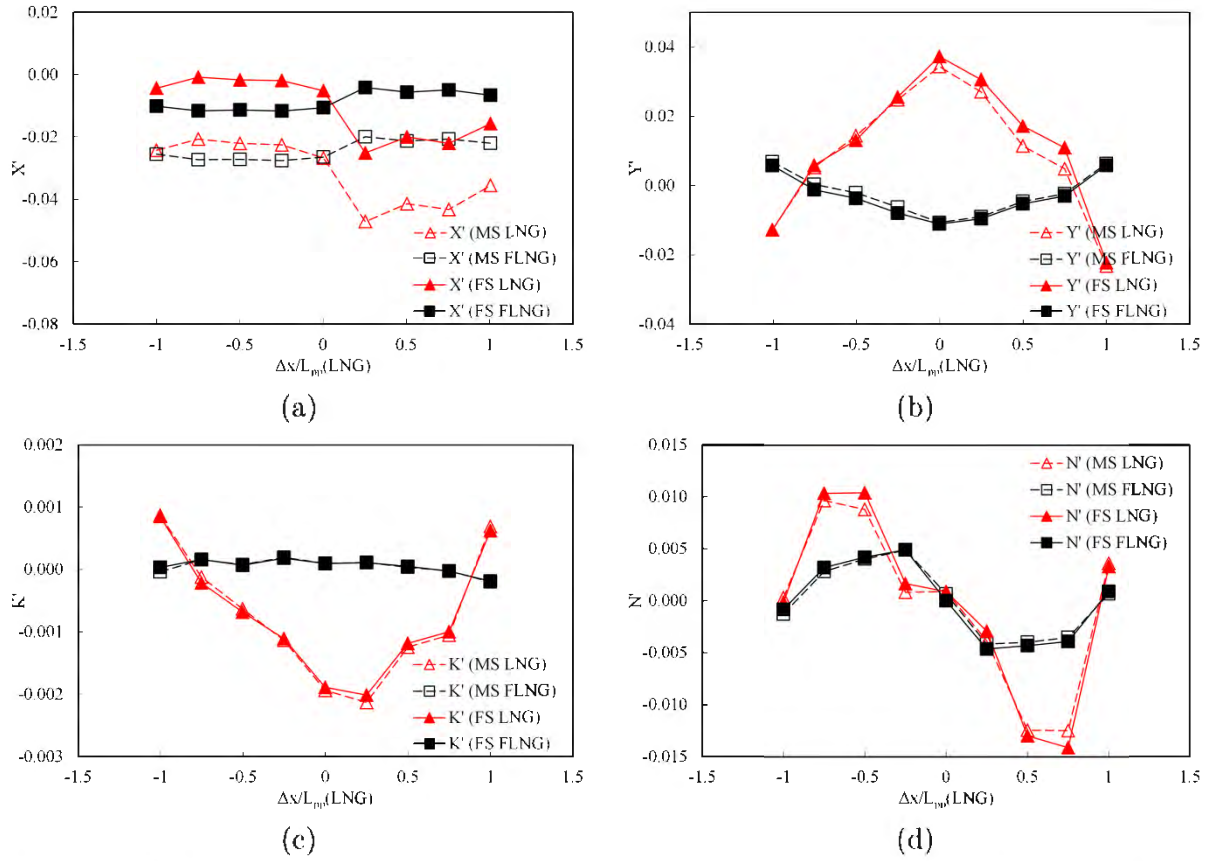 0.02
0.00
-0.02
-0.04
-0.06
-0.08
X'
X' (MS LNG)
X' (MS FLNG)
X' (FS LNG)
X' (FS FLNG)
-1.5 -1 -0.5 0 0.5 1 1.5
Δx/Lpp(LNG)
(a)
0.04
0.02
0.00
-0.02
-0.04
Y'
Y' (MS LNG)
Y' (MS FLNG)
Y' (FS LNG)
Y' (FS FLNG)
-1.5 -1 -0.5 0 0.5 1 1.5
Δx/Lpp(LNG)
(b)
0.002
0.001
0.000
-0.001
-0.002
-0.003
K'
K' (MS LNG)
K' (MS FLNG)
K' (FS LNG)
K' (FS FLNG)
-1.5 -1 -0.5 0 0.5 1 1.5
Δx/Lpp(LNG)
(c)
0.015
0.010
0.005
0.000
-0.005
-0.010
-0.015
N'
N' (MS LNG)
N' (MS FLNG)
N' (FS LNG)
N' (FS FLNG)
-1.5 -1 -0.5 0 0.5 1 1.5
Δx/Lpp(LNG)
(d)